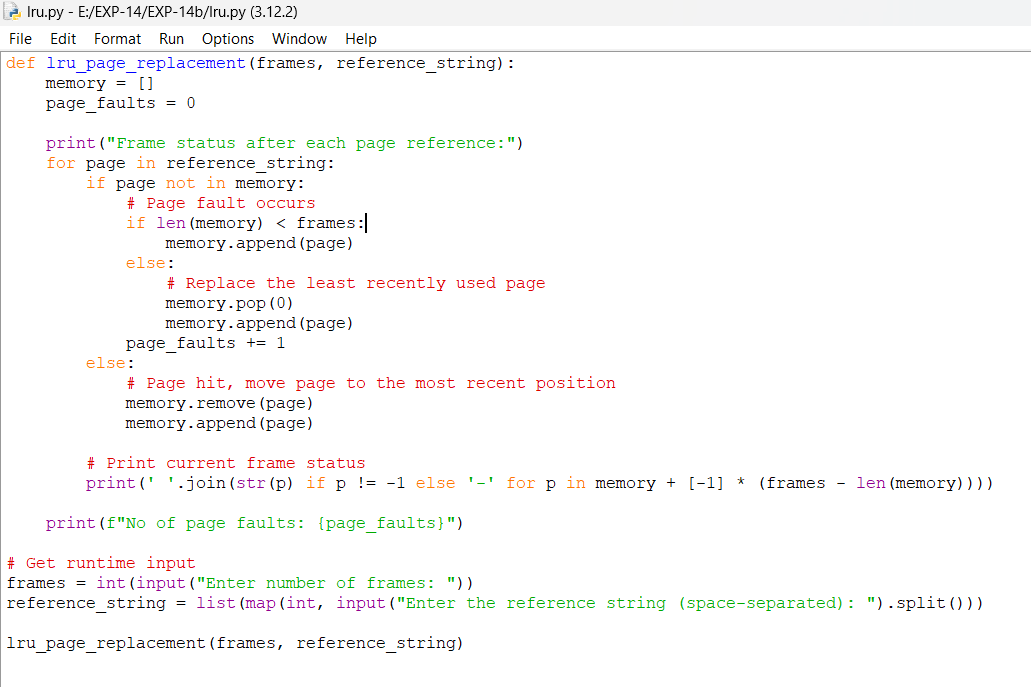 lru.py - E:/EXP-14/EXP-14b/lru.py (3.12.2)
File Edit Format Run Options Window Help
def lru_page_replacement(frames, reference_string):
    memory = []
    page_faults = 0

    print("Frame status after each page reference:")
    for page in reference_string:
        if page not in memory:
            # Page fault occurs
            if len(memory) < frames:
                memory.append(page)
            else:
                # Replace the least recently used page
                memory.pop(0)
                memory.append(page)
            page_faults += 1
        else:
            # Page hit, move page to the most recent position
            memory.remove(page)
            memory.append(page)

        # Print current frame status
        print(' '.join(str(p) if p != -1 else '-' for p in memory + [-1] * (frames - len(memory))))

    print(f"No of page faults: {page_faults}")

# Get runtime input
frames = int(input("Enter number of frames: "))
reference_string = list(map(int, input("Enter the reference string (space-separated): ").split()))

lru_page_replacement(frames, reference_string)